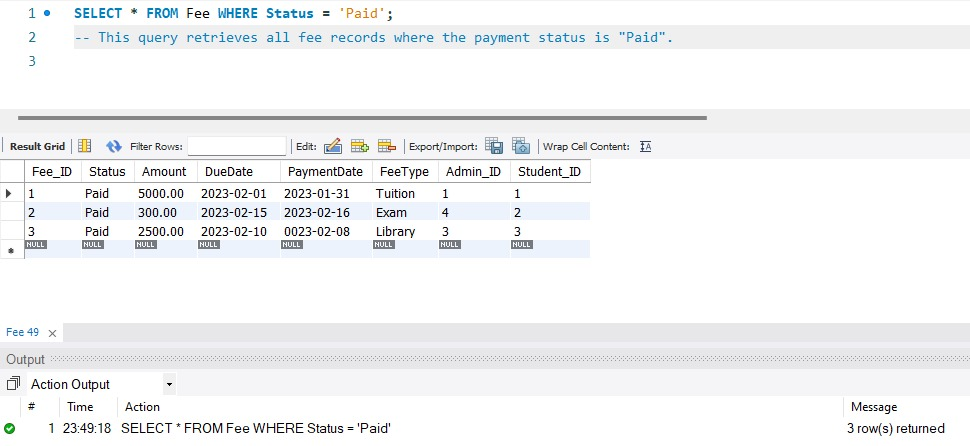 1 SELECT * FROM Fee WHERE Status = 'Paid';
2 -- This query retrieves all fee records where the payment status is "Paid".
3
Result Grid Filter Rows: Edit: Export/Import: Wrap Cell Content: IA
Fee_ID Status Amount DueDate PaymentDate FeeType Admin_ID Student_ID
1 Paid 5000.00 2023-02-01 2023-01-31 Tuition 1 1
2 Paid 300.00 2023-02-15 2023-02-16 Exam 4 2
3 Paid 2500.00 2023-02-10 0023-02-08 Library 3 3
NULL NULL NULL NULL NULL NULL NULL NULL
Fee 49
Output
Action Output
# Time Action Message
1 23:49:18 SELECT * FROM Fee WHERE Status = 'Paid' 3 row(s) returned